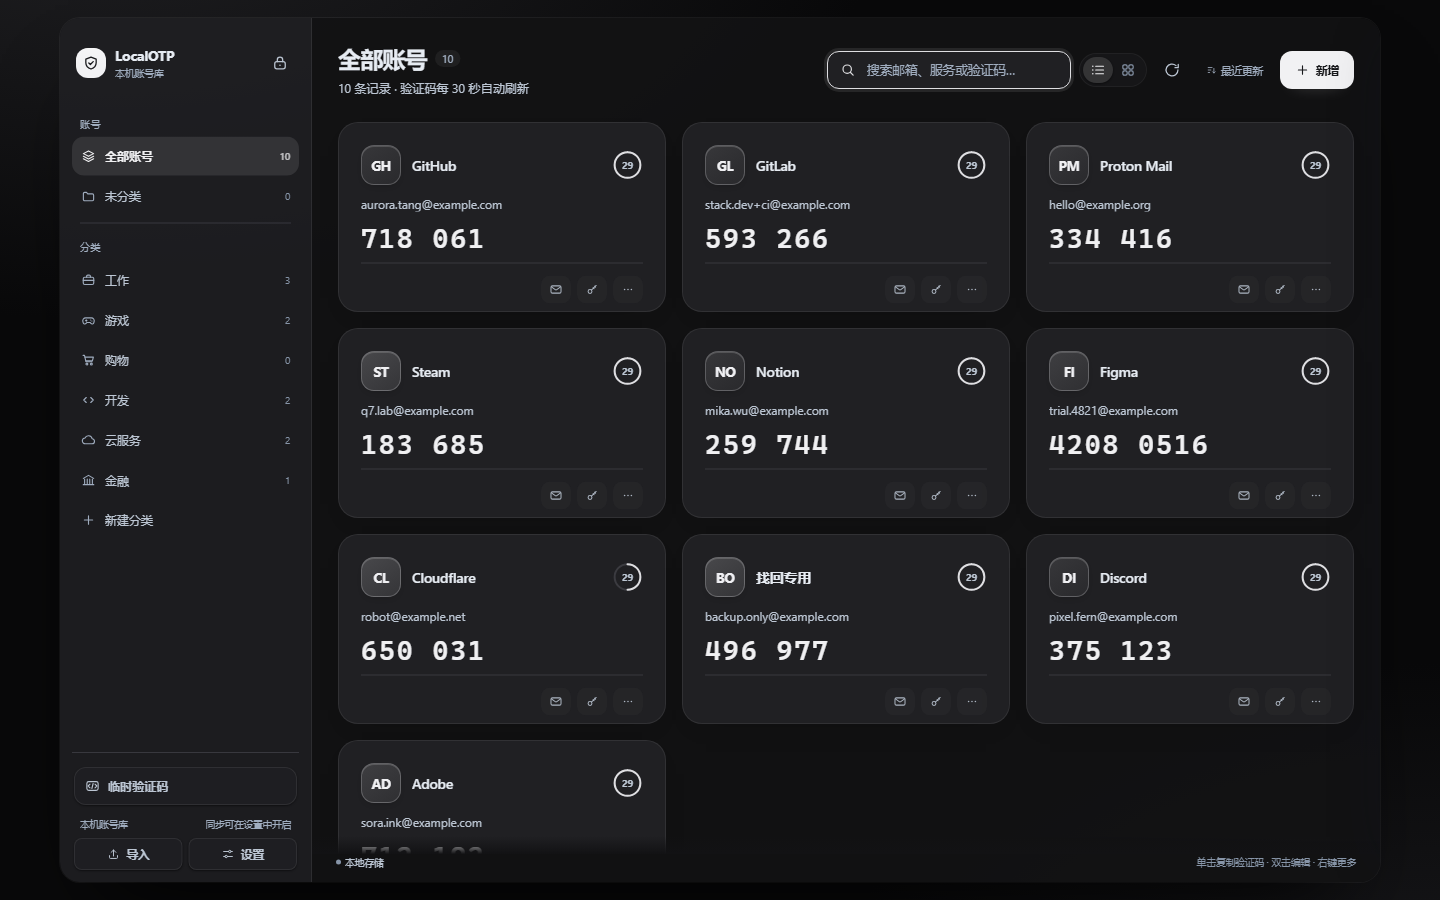 LocalOTP
本机账号库
账号
全部账号 10
未分类 0
分类
工作 3
游戏 2
购物 0
开发 2
云服务 2
金融 1
新建分类
临时验证码
本机账号库 同步可在设置中开启
导入 设置
全部账号 10
10 条记录 · 验证码每 30 秒自动刷新
搜索邮箱、服务或验证码...
最近更新
新增
GH GitHub 29
aurora.tang@example.com
718 061
GL GitLab 29
stack.dev+ci@example.com
593 266
PM Proton Mail 29
hello@example.org
334 416
ST Steam 29
q7.lab@example.com
183 685
NO Notion 29
mika.wu@example.com
259 744
FI Figma 29
trial.4821@example.com
4208 0516
CL Cloudflare 29
robot@example.net
650 031
BO 找回专用 29
backup.only@example.com
496 977
DI Discord 29
pixel.fern@example.com
375 123
AD Adobe 29
sora.ink@example.com
本地存储
单击复制验证码 · 双击编辑 · 右键更多